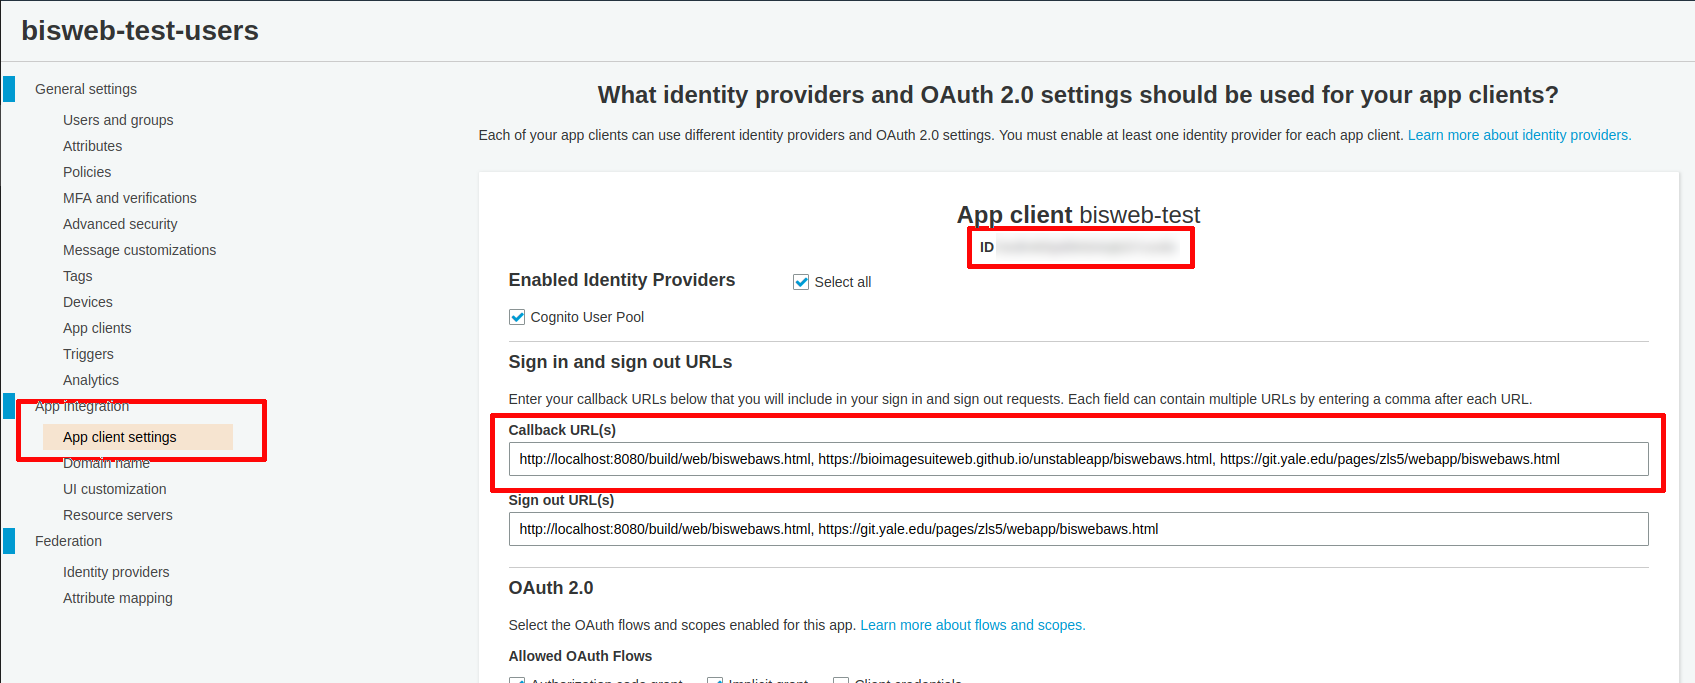 bisweb-test-users
General settings
Users and groups
Attributes
Policies
MFA and verifications
Advanced security
Message customizations
Tags
Devices
App clients
Triggers
Analytics
App integration
App client settings
Domain name
UI customization
Resource servers
Federation
Identity providers
Attribute mapping
What identity providers and OAuth 2.0 settings should be used for your app clients?
Each of your app clients can use different identity providers and OAuth 2.0 settings. You must enable at least one identity provider for each app client. Learn more about identity providers.
App client bisweb-test
ID
Enabled Identity Providers
Select all
Cognito User Pool
Sign in and sign out URLs
Enter your callback URLs below that you will include in your sign in and sign out requests. Each field can contain multiple URLs by entering a comma after each URL.
Callback URL(s)
http://localhost:8080/build/web/biswebaws.html, https://bioimagesuiteweb.github.io/unstableapp/biswebaws.html, https://git.yale.edu/pages/zls5/webapp/biswebaws.html
Sign out URL(s)
http://localhost:8080/build/web/biswebaws.html, https://git.yale.edu/pages/zls5/webapp/biswebaws.html
OAuth 2.0
Select the OAuth flows and scopes enabled for this app. Learn more about flows and scopes.
Allowed OAuth Flows
Authorization code grant Implicit grant Client credentials